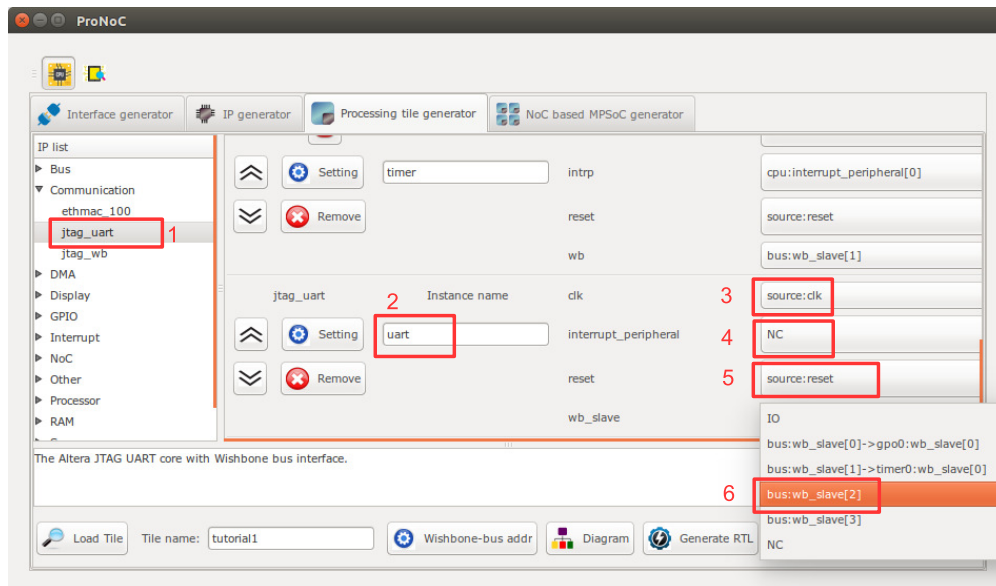 ProNoC
Interface generator
IP generator
Processing tile generator
NoC based MPSoC generator
IP list
Bus
Communication
ethmac_100
jtag_uart
1
jtag_wb
DMA
Display
GPIO
Interrupt
NoC
Other
Processor
RAM
Setting
timer
intrp
cpu:interrupt_peripheral[0]
Remove
reset
source:reset
wb
bus:wb_slave[1]
jtag_uart
2
Instance name
clk
3
source:clk
Setting
uart
interrupt_peripheral
4
NC
Remove
reset
5
source:reset
wb_slave
IO
bus:wb_slave[0]->gpo0:wb_slave[0]
bus:wb_slave[1]->timer0:wb_slave[0]
6
bus:wb_slave[2]
bus:wb_slave[3]
NC
The Altera JTAG UART core with Wishbone bus interface.
Load Tile
Tile name:
tutorial1
Wishbone-bus addr
Diagram
Generate RTL